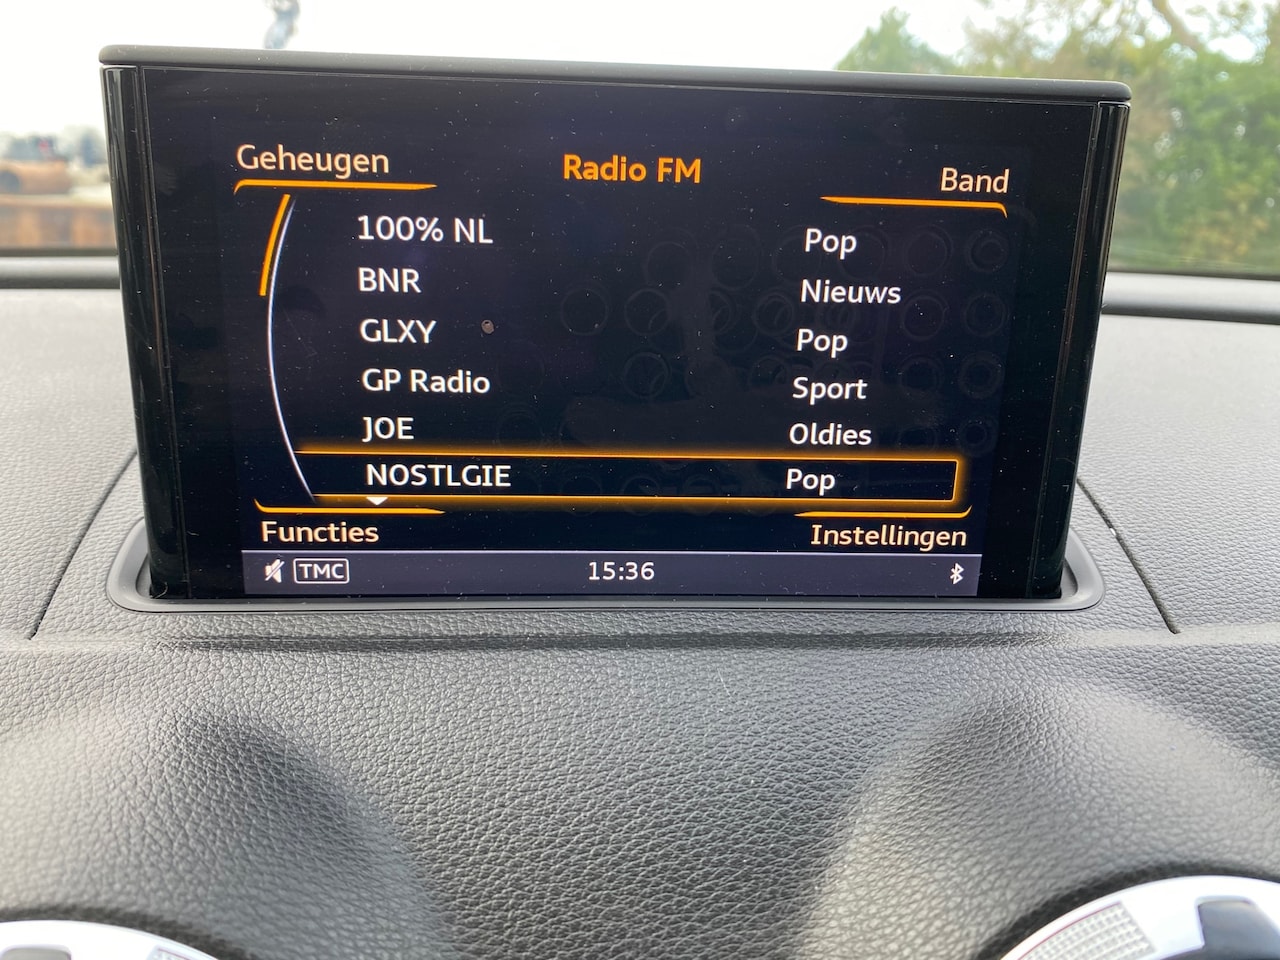 Geheugen Radio FM Band
100% NL Pop
BNR Nieuws
GLXY Pop
GP Radio Sport
JOE Oldies
NOSTLGIE Pop
Functies Instellingen
TMC 15:36